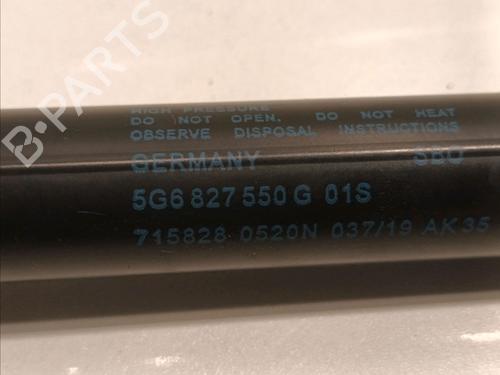 HIGH PRESSURE
DO NOT OPEN. DO NOT HEAT
OBSERVE DISPOSAL INSTRUCTIONS
GERMANY SBO
5G6 827 550 G 01S
715828 0520N 037/19 AK35
B-PARTS